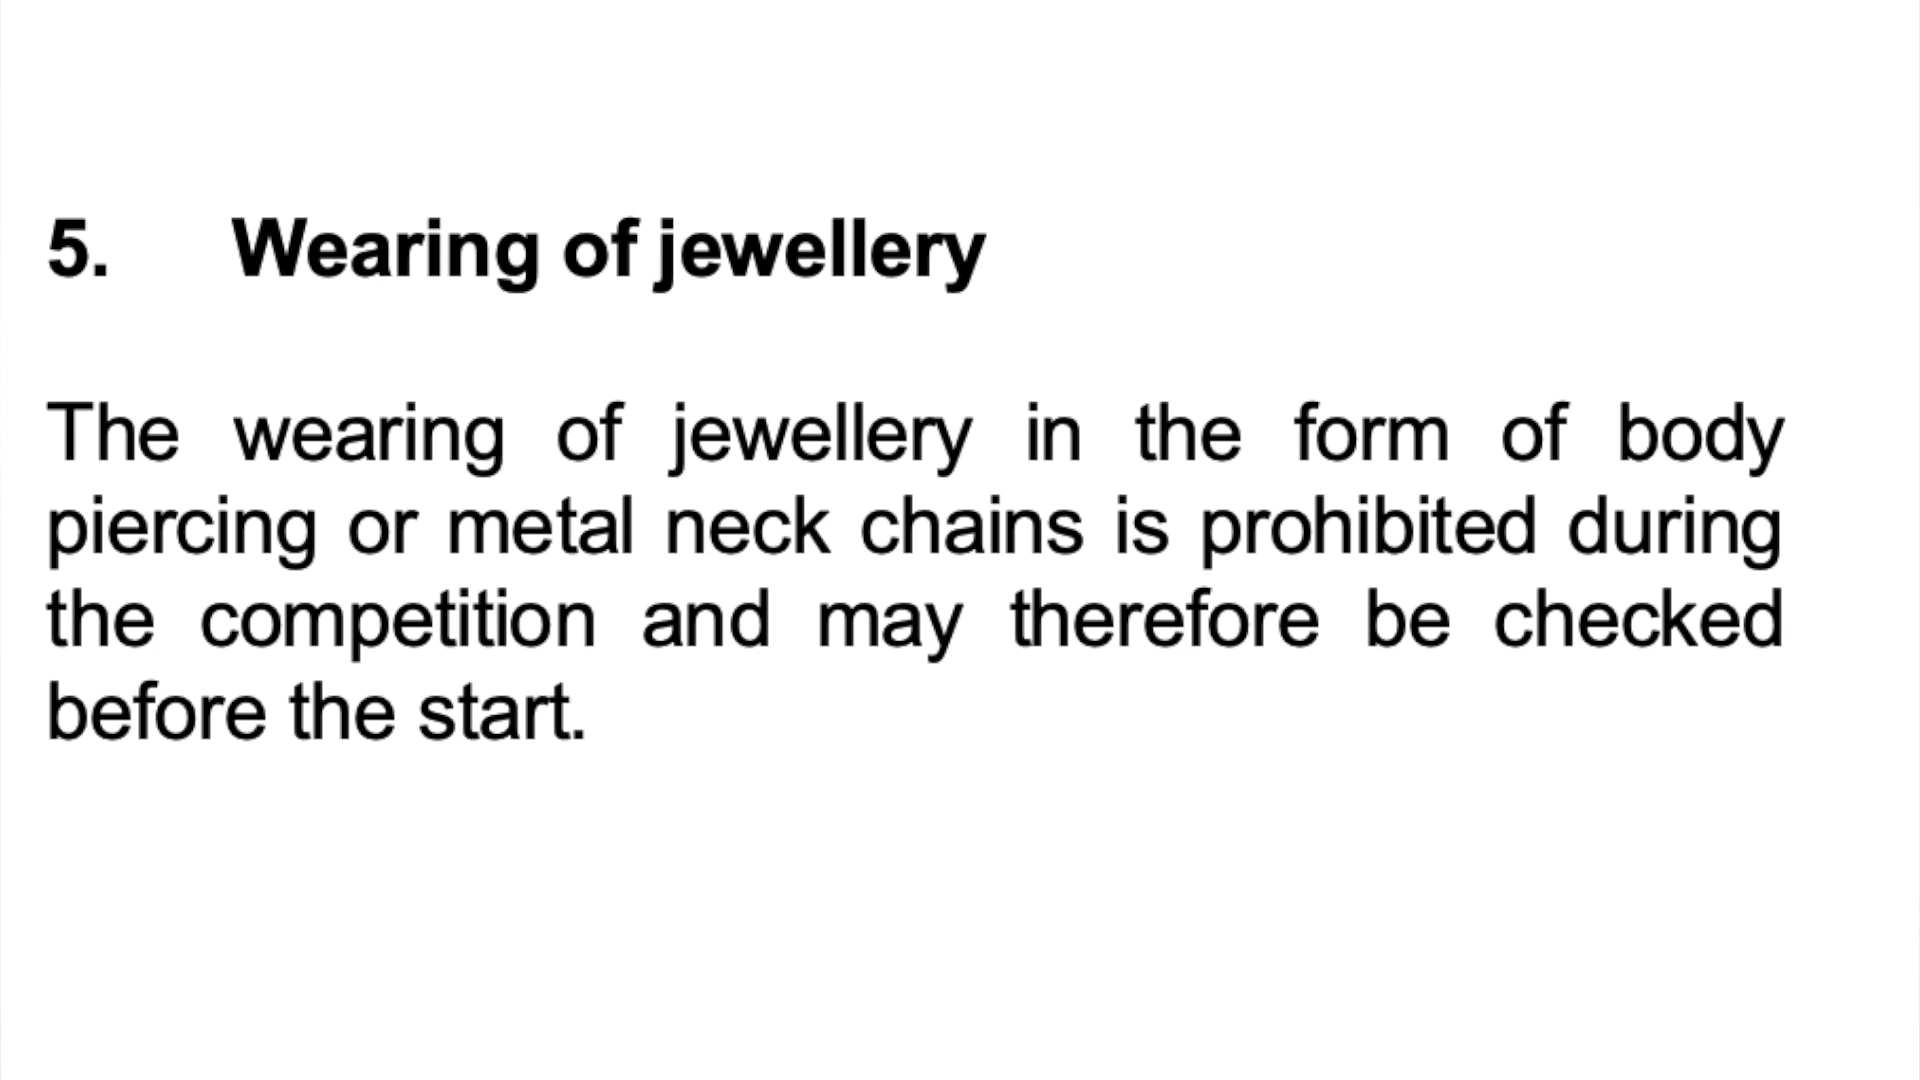 5. Wearing of jewellery
The wearing of jewellery in the form of body
piercing or metal neck chains is prohibited during
the competition and may therefore be checked
before the start.